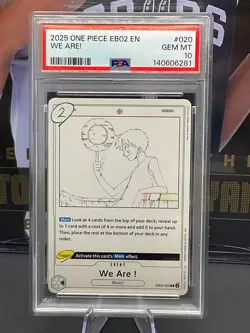 2025 ONE PIECE EB02 EN
#020
WE ARE!
GEM MT
10
PSA
140606281
2
Main Look at 4 cards from the top of your deck; reveal up
to 1 card with a cost of 4 or more and add it to your hand.
Then, place the rest at the bottom of your deck in any
order.
Trigger Activate this card's Main effect.
EVENT
We Are !
Music